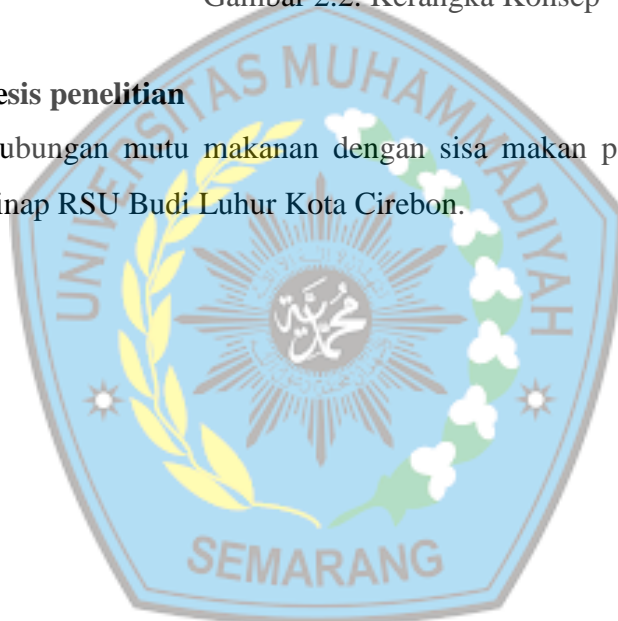 Gambar 2.2. Kerangka Konsep
esis penelitian
ubungan mutu makanan dengan sisa makan p
inap RSU Budi Luhur Kota Cirebon.
UNIVERSITAS MUHAMMADIYAH
محمدية
SEMARANG